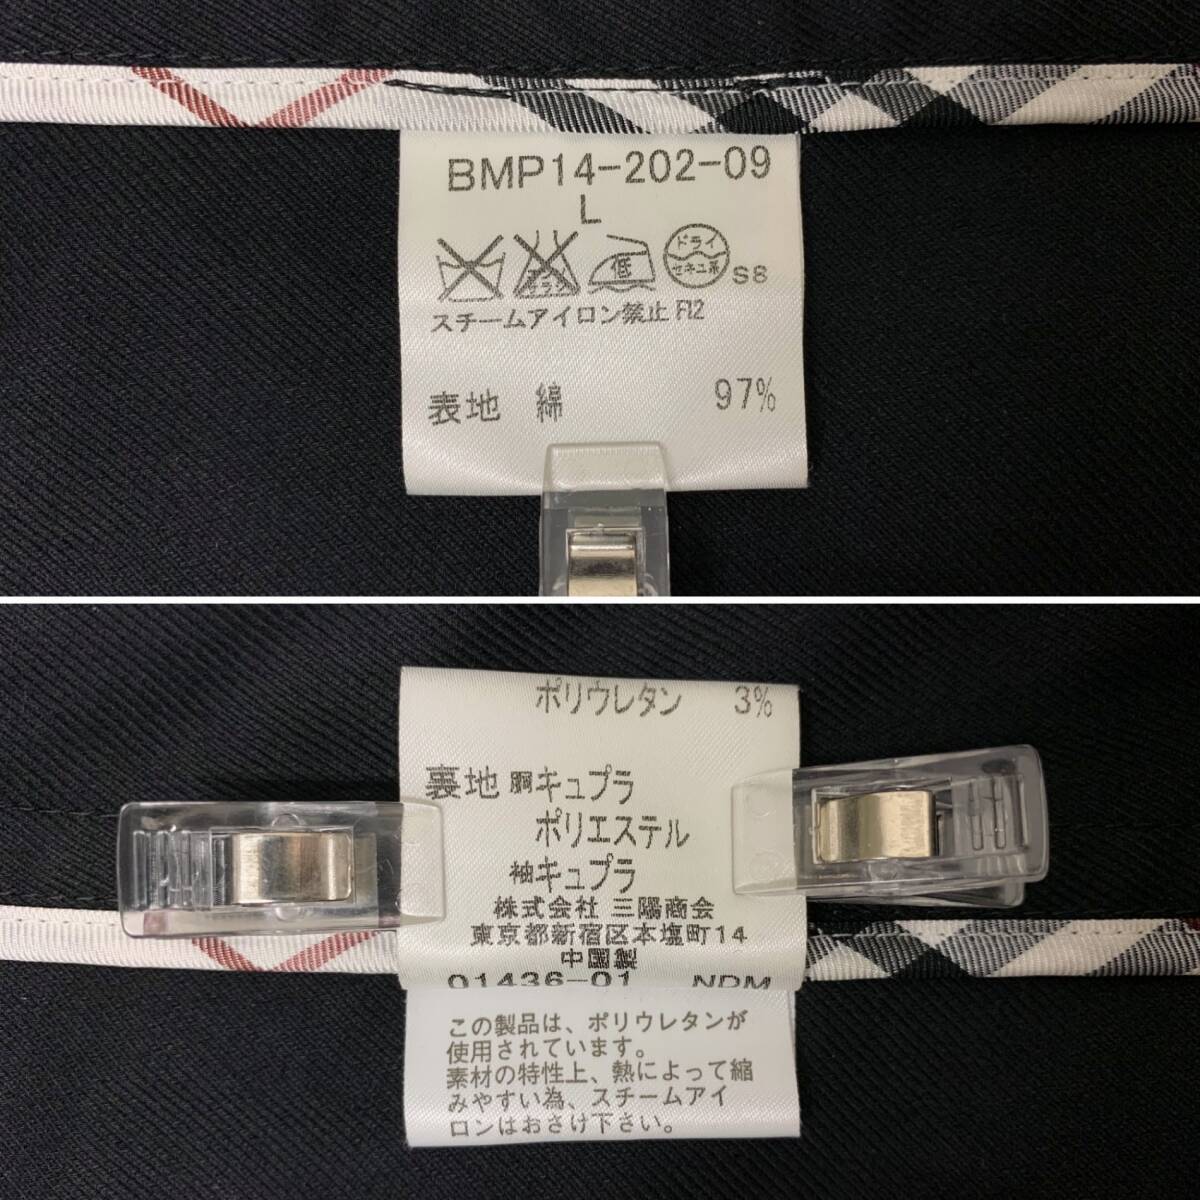 BMP14-202-09
L
ドライ
セキユ系
エンソ
サラシ
低
S8
スチームアイロン禁止 F12
表地 綿 97%
ポリウレタン 3%
裏地 胴キュプラ
ポリエステル
袖キュプラ
株式会社 三陽商会
東京都新宿区本塩町14
中国製
01436-01 NDM
この製品は、ポリウレタンが
使用されています。
素材の特性上、熱によって縮
みやすい為、スチームアイ
ロンはおさけ下さい。